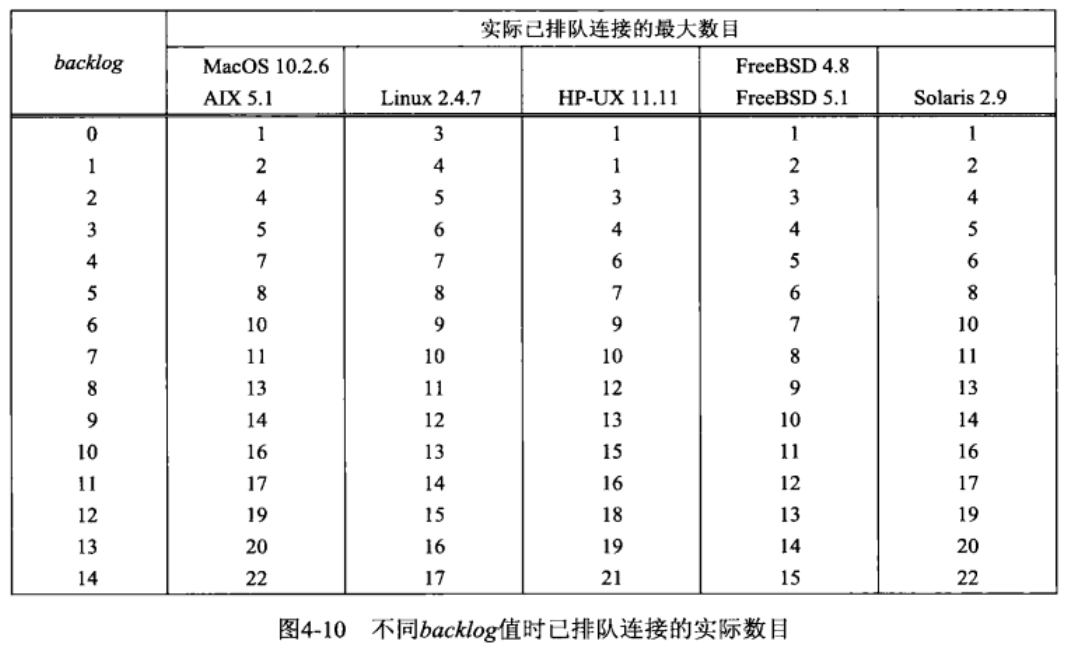 实际已排队连接的最大数目
backlog
MacOS 10.2.6 FreeBSD 4.8
AIX 5.1 Linux 2.4.7 HP-UX 11.11 FreeBSD 5.1 Solaris 2.9
0 1 3 1 1 1
1 2 4 1 2 2
2 4 5 3 3 4
3 5 6 4 4 5
4 7 7 6 5 6
5 8 8 7 6 8
6 10 9 9 7 10
7 11 10 10 8 11
8 13 11 12 9 13
9 14 12 13 10 14
10 16 13 15 11 16
11 17 14 16 12 17
12 19 15 18 13 19
13 20 16 19 14 20
14 22 17 21 15 22
图4-10 不同backlog值时已排队连接的实际数目